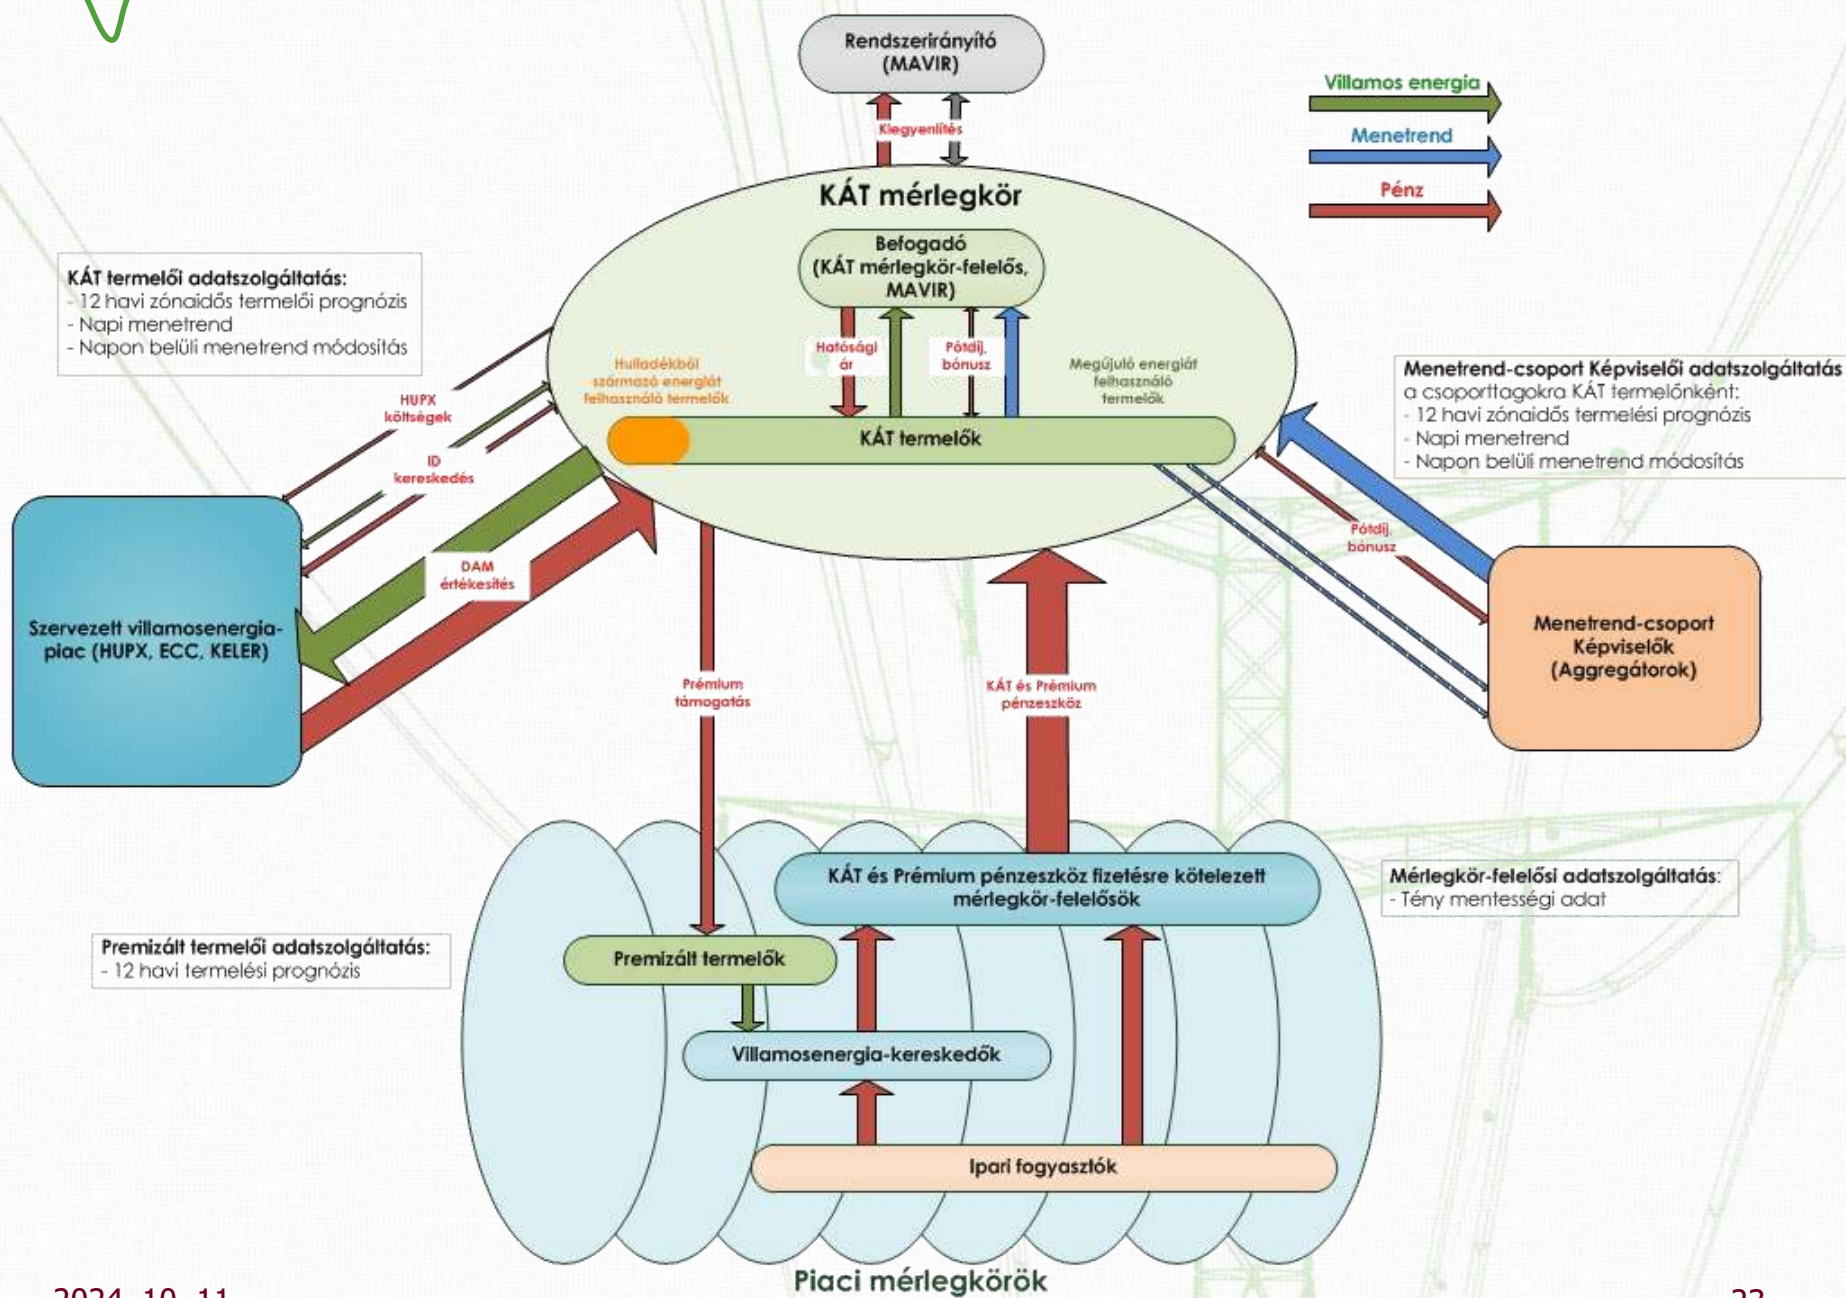 Rendszerirányító
(MAVIR)
Kiegyenlítés
Villamos energia
Menetrend
Pénz
KÁT mérlegkör
Befogadó
(KÁT mérlegkör-felelős,
MAVIR)
KÁT termelői adatszolgáltatás:
- 12 havi zónaidős termelői prognózis
- Napi menetrend
- Napon belüli menetrend módosítás
Hatósági
ár
Pótdíj,
bónusz
Hulladékból
származó energiát
felhasználó termelők
Megújuló energiát
felhasználó
termelők
KÁT termelők
Menetrend-csoport Képviselői adatszolgáltatás
a csoporttagokra KÁT termelőnként:
- 12 havi zónaidős termelési prognózis
- Napi menetrend
- Napon belüli menetrend módosítás
HUPX
költségek
ID
kereskedés
DAM
értékesítés
Pótdíj,
bónusz
Szervezett villamosenergia-
piac (HUPX, ECC, KELER)
Menetrend-csoport
Képviselők
(Aggregátorok)
Prémium
támogatás
KÁT és Prémium
pénzeszköz
KÁT és Prémium pénzeszköz fizetésre kötelezett
mérlegkör-felelősök
Mérlegkör-felelősi adatszolgáltatás:
- Tény mentességi adat
Premizált termelői adatszolgáltatás:
- 12 havi termelési prognózis
Premizált termelők
Villamosenergia-kereskedők
Ipari fogyasztók
Piaci mérlegkörök
2024. 10. 11.
23